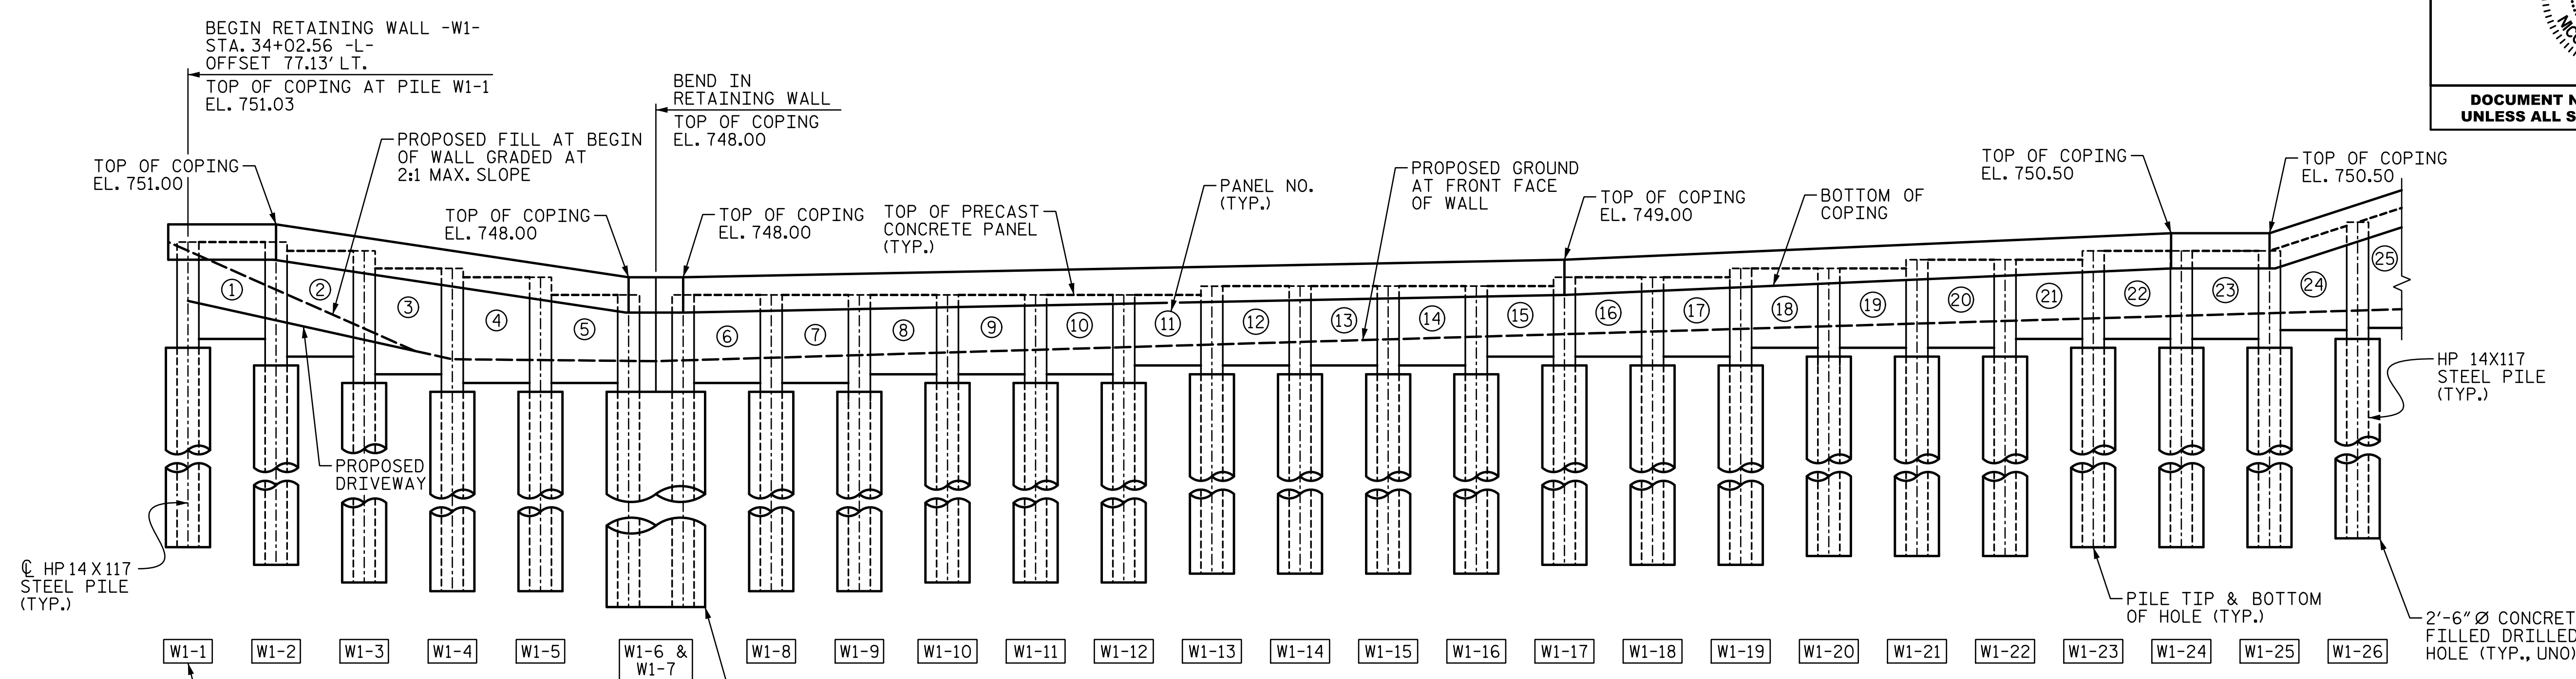 BEGIN RETAINING WALL -W1-
STA. 34+02.56 -L-
OFFSET 77.13' LT.
TOP OF COPING AT PILE W1-1
EL. 751.03
BEND IN
RETAINING WALL
TOP OF COPING
EL. 748.00
DOCUMENT
UNLESS ALL
TOP OF COPING
EL. 751.00
PROPOSED FILL AT BEGIN
OF WALL GRADED AT
2:1 MAX. SLOPE
TOP OF COPING
EL. 748.00
TOP OF COPING
EL. 748.00
TOP OF PRECAST
CONCRETE PANEL
(TYP.)
PANEL NO.
(TYP.)
PROPOSED GROUND
AT FRONT FACE
OF WALL
TOP OF COPING
EL. 749.00
BOTTOM OF
COPING
TOP OF COPING
EL. 750.50
TOP OF COPING
EL. 750.50
1 2 3 4 5 6 7 8 9 10 11 12 13 14 15 16 17 18 19 20 21 22 23 24 25
HP 14X117
STEEL PILE
(TYP.)
PROPOSED
DRIVEWAY
℄ HP 14 X 117
STEEL PILE
(TYP.)
PILE TIP & BOTTOM
OF HOLE (TYP.)
2'-6" Ø CONCRET
FILLED DRILLED
HOLE (TYP., UNO)
W1-1 W1-2 W1-3 W1-4 W1-5 W1-6 & W1-8 W1-9 W1-10 W1-11 W1-12 W1-13 W1-14 W1-15 W1-16 W1-17 W1-18 W1-19 W1-20 W1-21 W1-22 W1-23 W1-24 W1-25 W1-26
W1-7